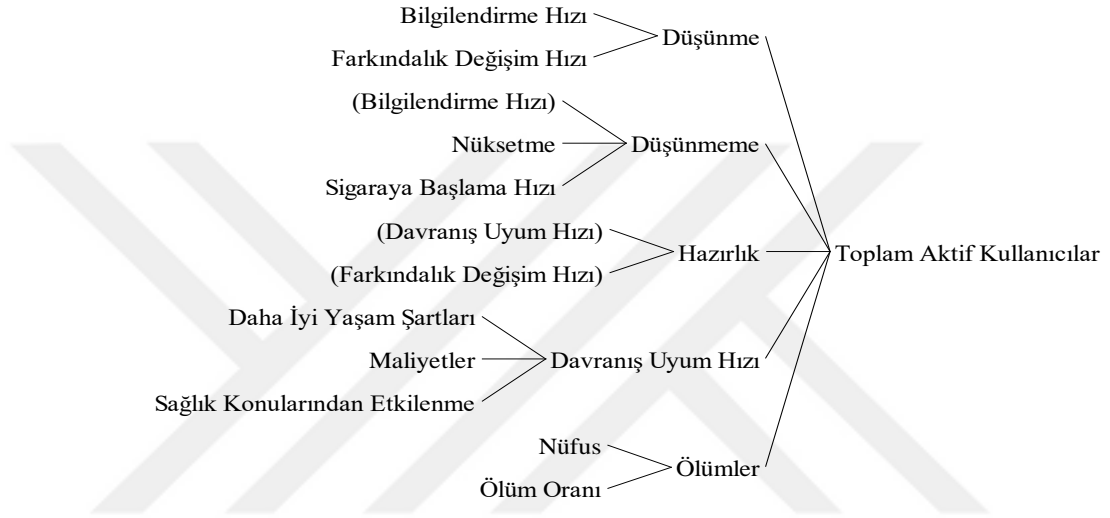 Bilgilendirme Hızı
Düşünme
Farkındalık Değişim Hızı
(Bilgilendirme Hızı)
Nüksetme
Düşünmeme
Sigaraya Başlama Hızı
(Davranış Uyum Hızı)
Hazırlık
Toplam Aktif Kullanıcılar
(Farkındalık Değişim Hızı)
Daha İyi Yaşam Şartları
Maliyetler
Davranış Uyum Hızı
Sağlık Konularından Etkilenme
Nüfus
Ölümler
Ölüm Oranı